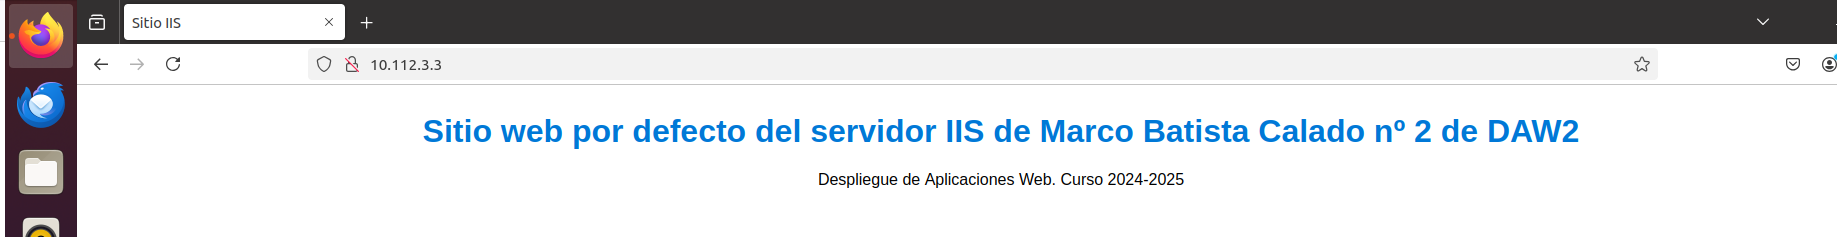 Sitio IIS
10.112.3.3
Sitio web por defecto del servidor IIS de Marco Batista Calado nº 2 de DAW2
Despliegue de Aplicaciones Web. Curso 2024-2025